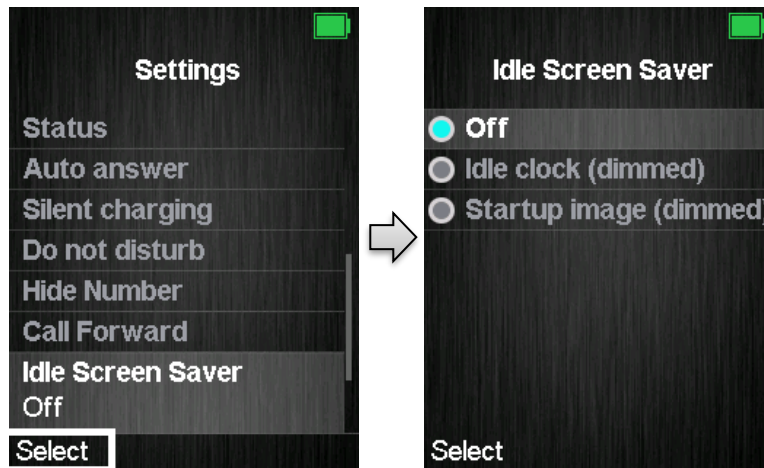 Settings
Status
Auto answer
Silent charging
Do not disturb
Hide Number
Call Forward
Idle Screen Saver
Off
Select
Idle Screen Saver
Off
Idle clock (dimmed)
Startup image (dimmed)
Select